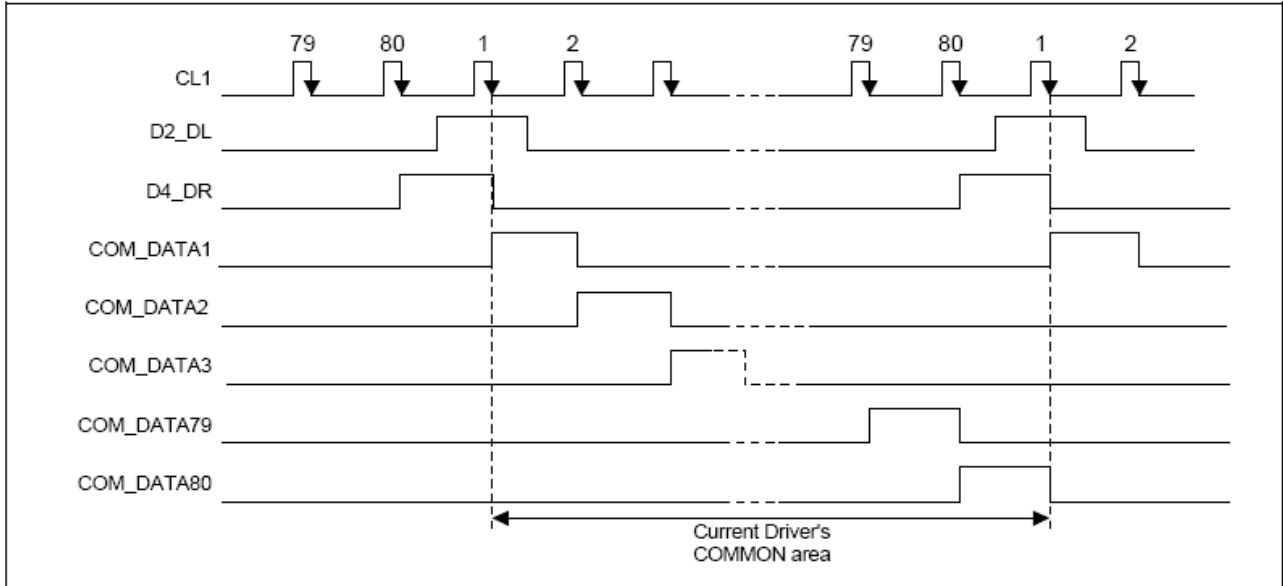 79 80 1 2 79 80 1 2
CL1
D2_DL
D4_DR
COM_DATA1
COM_DATA2
COM_DATA3
COM_DATA79
COM_DATA80
Current Driver's
COMMON area